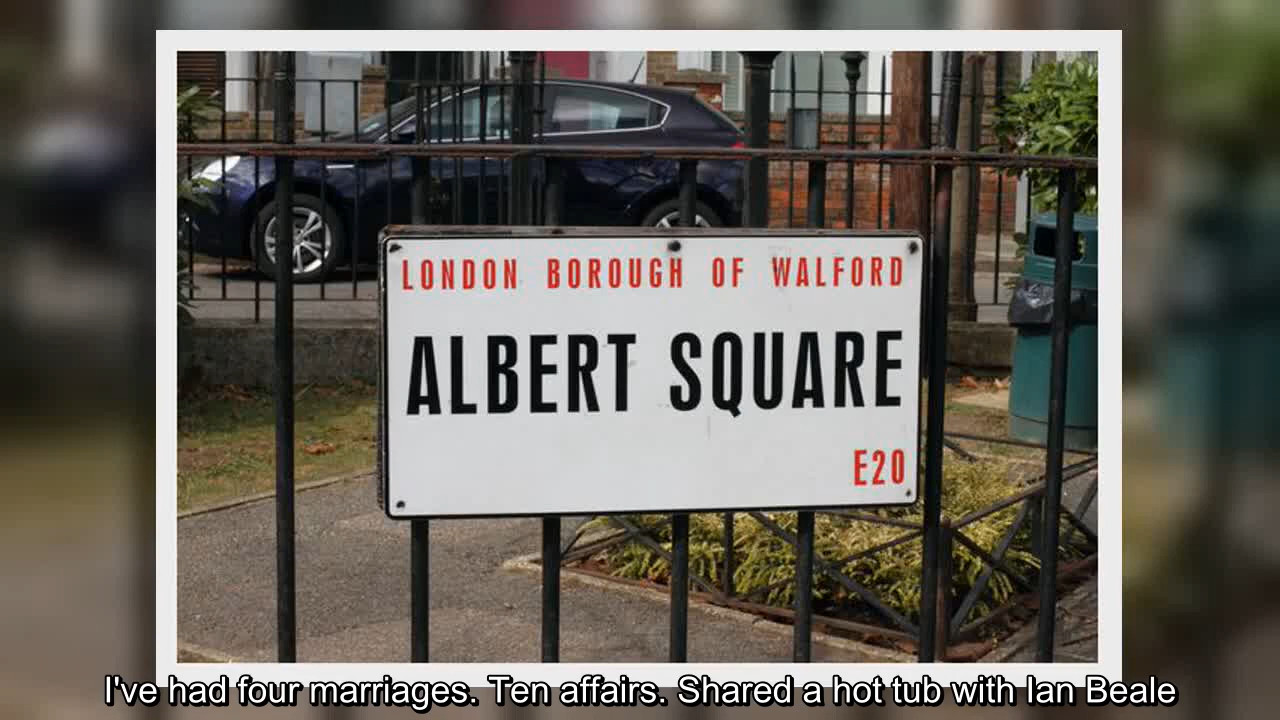 LONDON BOROUGH OF WALFORD
ALBERT SQUARE
E20
I've had four marriages. Ten affairs. Shared a hot tub with Ian Beale